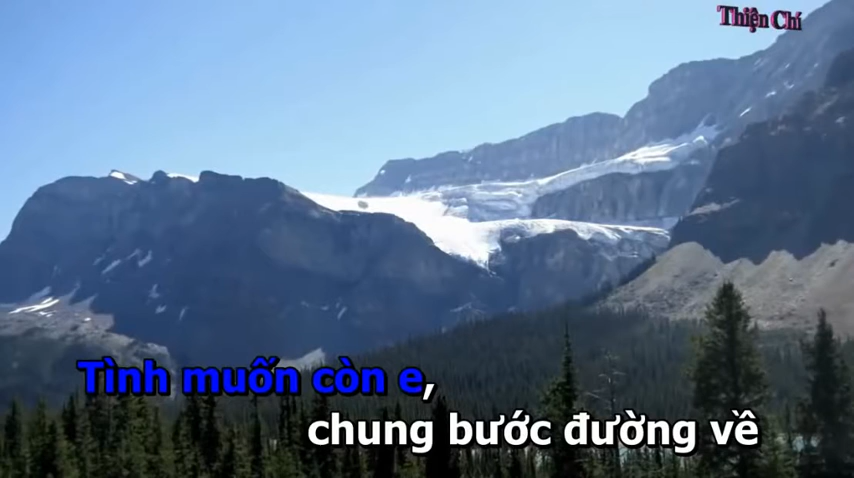 Thiện Chí
Tình muốn còn e,
chung bước đường về